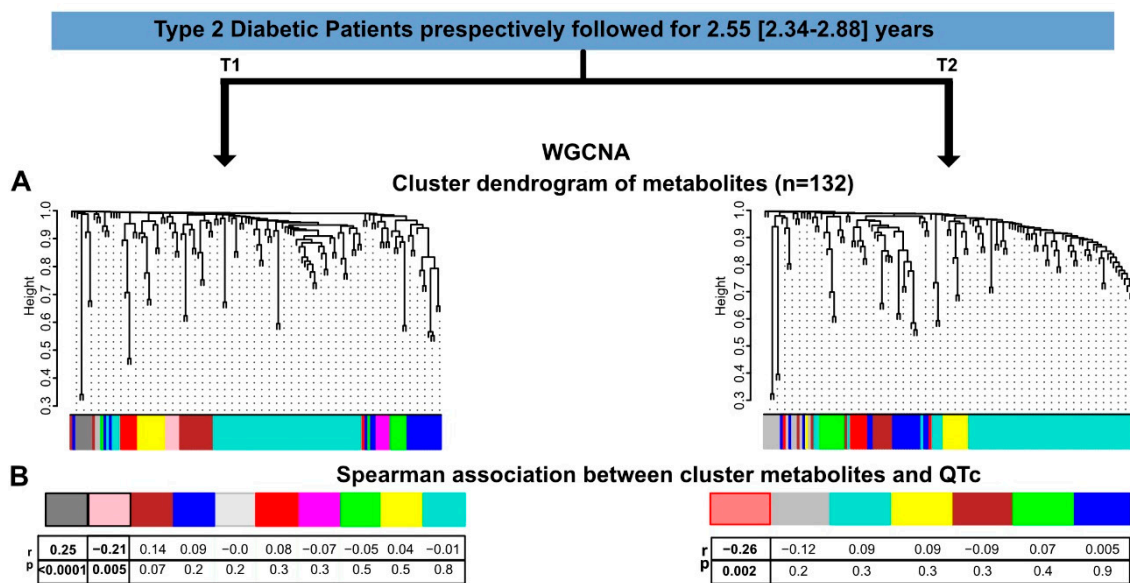 Type 2 Diabetic Patients prespectively followed for 2.55 [2.34-2.88] years
T1 T2
WGCNA
A Cluster dendrogram of metabolites (n=132)
Height 0.3 0.4 0.5 0.6 0.7 0.8 0.9 1.0
Height 0.3 0.4 0.5 0.6 0.7 0.8 0.9 1.0
B Spearman association between cluster metabolites and QTc
r 0.25 −0.21 0.14 0.09 −0.0 0.08 −0.07 −0.05 0.04 −0.01
p <0.0001 0.005 0.07 0.2 0.2 0.3 0.3 0.5 0.5 0.8
r −0.26 −0.12 0.09 0.09 −0.09 0.07 0.005
p 0.002 0.2 0.3 0.3 0.3 0.4 0.9